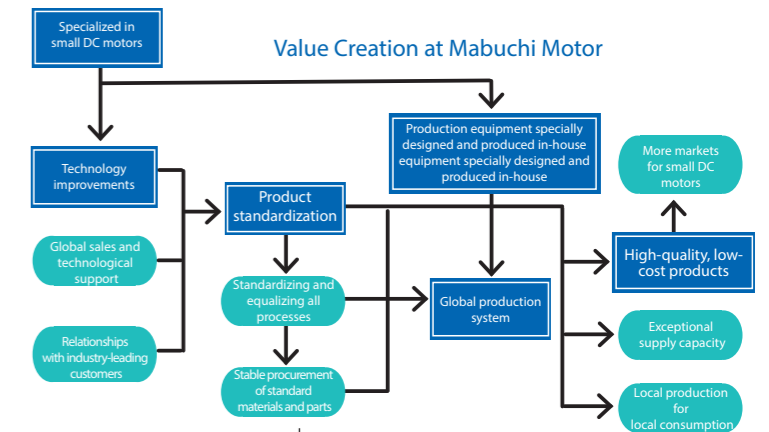 Specialized in
small DC motors
Value Creation at Mabuchi Motor
Production equipment specially
designed and produced in-house
equipment specially designed and
produced in-house
More markets
for small DC
motors
Technology
improvements
Product
standardization
Global sales and
technological
support
High-quality, low-
cost products
Standardizing and
equalizing all
processes
Global production
system
Exceptional
supply capacity
Relationships
with industry-leading
customers
Stable procurement
of standard
materials and parts
Local production
for
local consumption